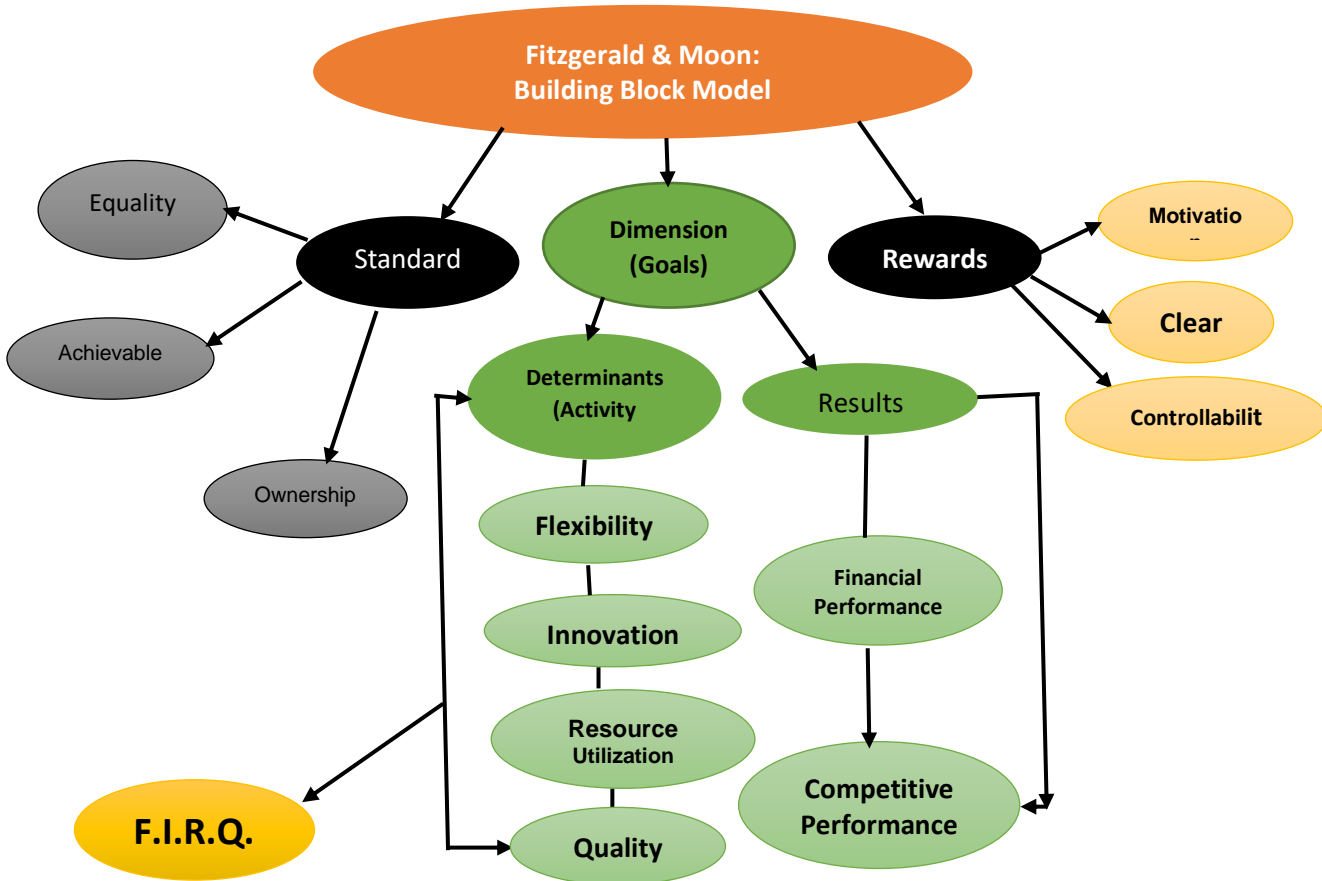 Fitzgerald & Moon:
Building Block Model
Equality
Standard
Achievable
Ownership
Dimension
(Goals)
Rewards
Motivatio
Clear
Controllabilit
Determinants
(Activity
Results
Flexibility
Innovation
Resource
Utilization
Quality
Financial
Performance
Competitive
Performance
F.I.R.Q.